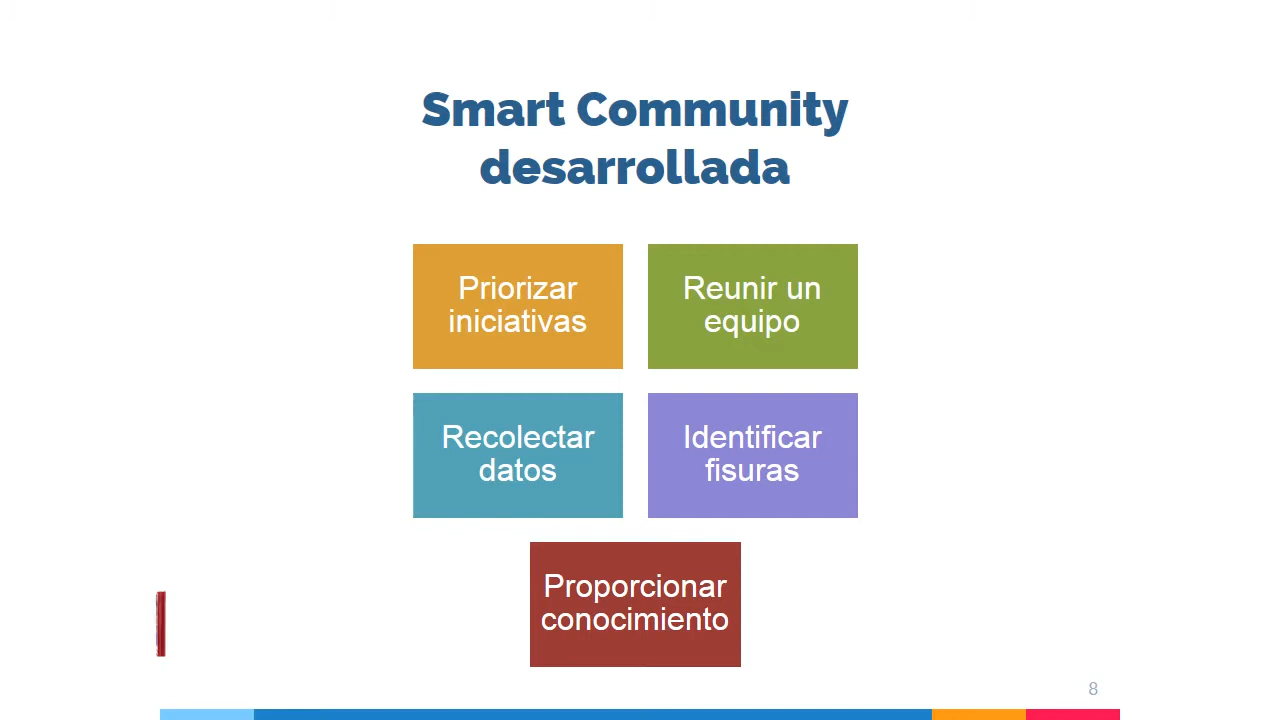 Smart Community
desarrollada
Priorizar
iniciativas
Reunir un
equipo
Recolectar
datos
Identificar
fisuras
Proporcionar
conocimiento
8